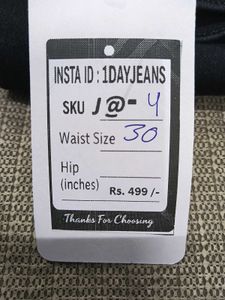 INSTA ID : 1DAYJEANS
SKU J@-4
Waist Size 30
Hip
(inches) Rs. 499/-
Thanks For Choosing